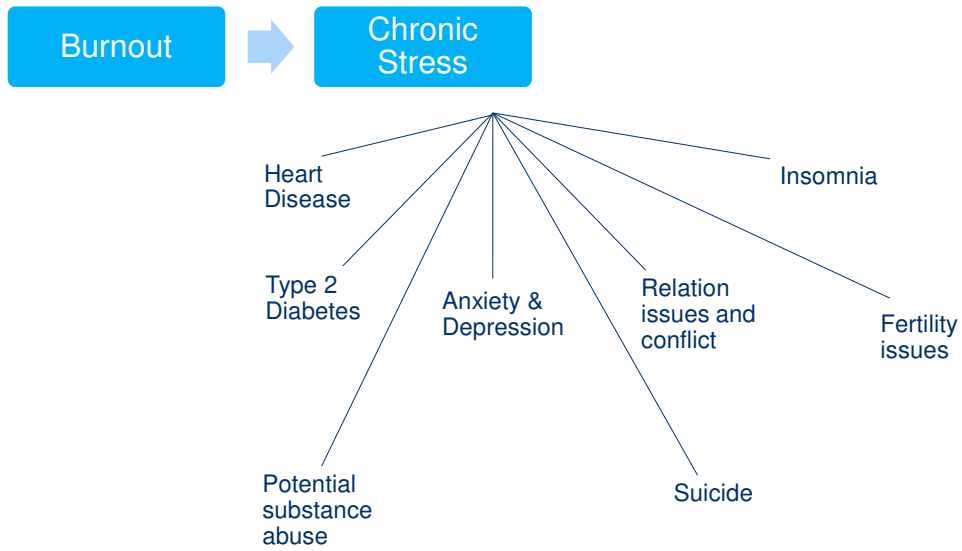 Burnout
Chronic
Stress
Heart
Disease
Insomnia
Type 2
Diabetes
Anxiety &
Depression
Relation
issues and
conflict
Fertility
issues
Potential
substance
abuse
Suicide